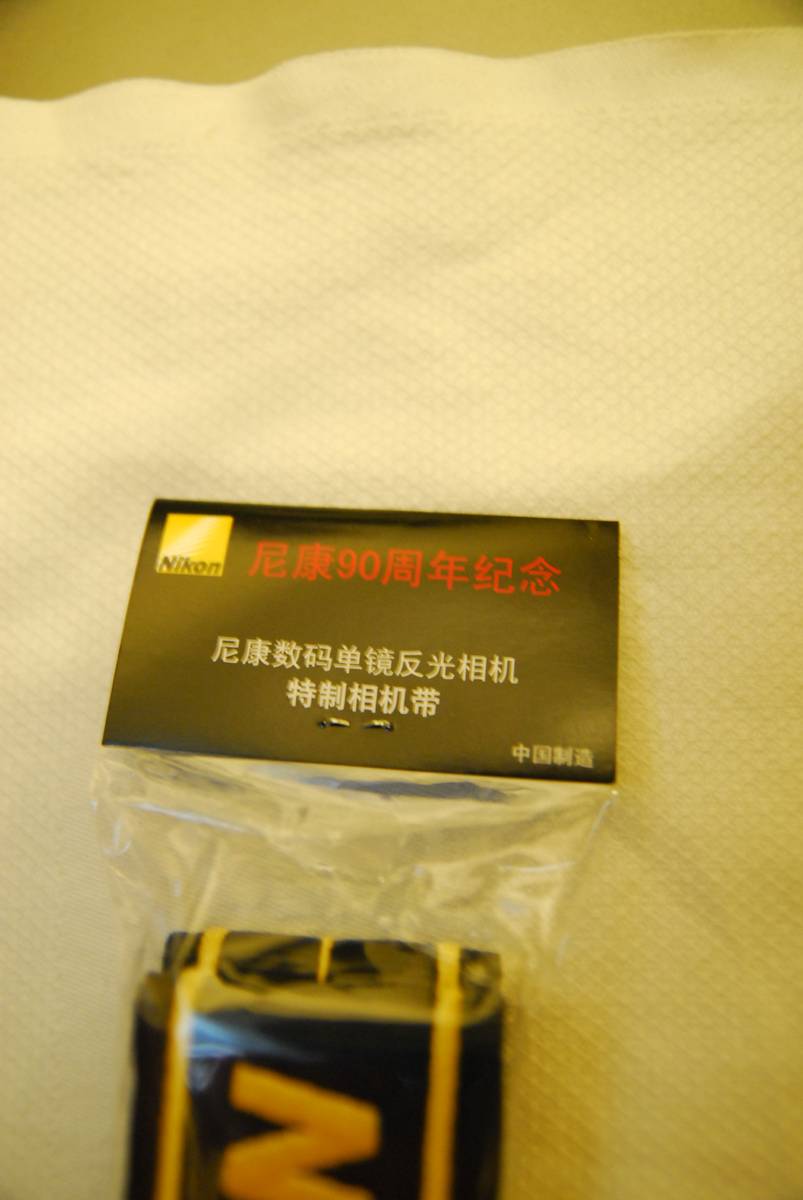 Nikon
尼康90周年纪念
尼康数码单镜反光相机
特制相机带
中国制造